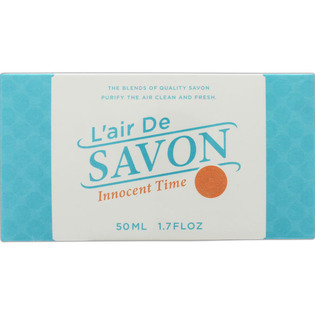 THE BLENDS OF QUALITY SAVON
PURIFY THE AIR CLEAN AND FRESH.
L'air De
SAVON
Innocent Time
50ML 1.7FLOZ